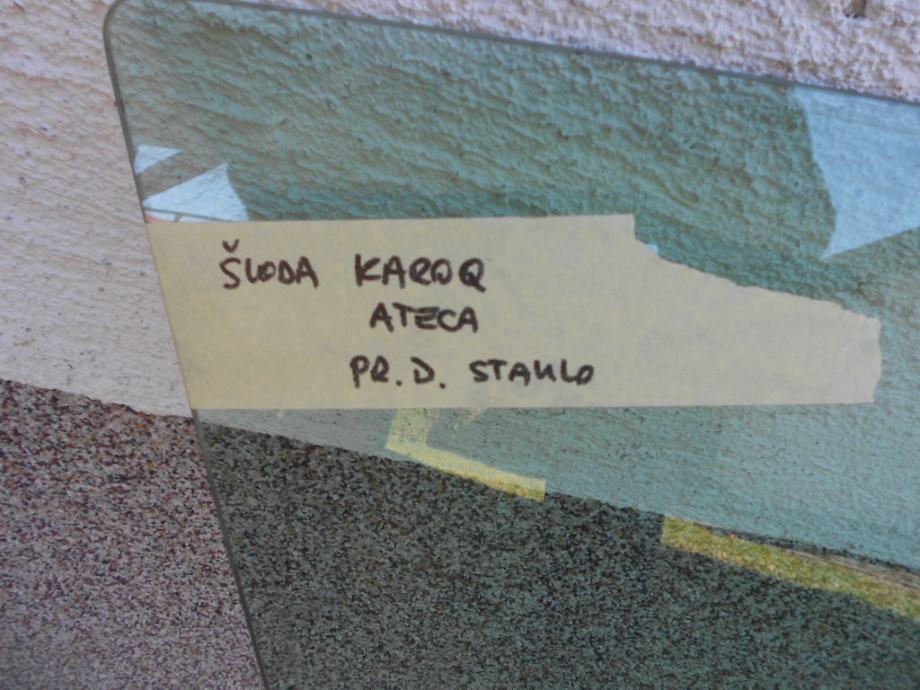 ŠKODA KAROQ
ATECA
PR. D. STAKLO